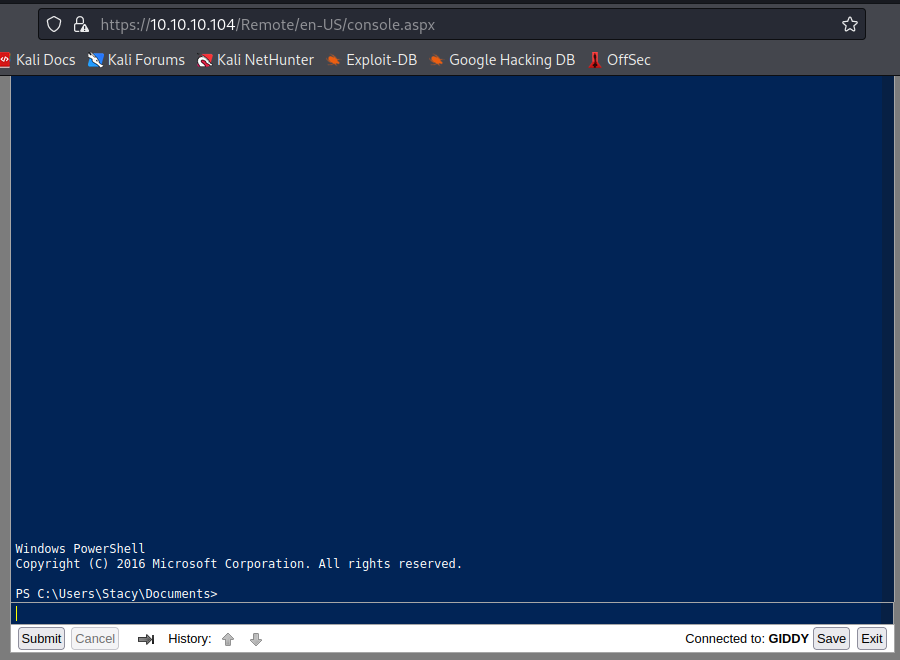 https://10.10.10.104/Remote/en-US/console.aspx
Kali Docs Kali Forums Kali NetHunter Exploit-DB Google Hacking DB OffSec
Windows PowerShell
Copyright (C) 2016 Microsoft Corporation. All rights reserved.
PS C:\Users\Stacy\Documents>
Submit Cancel History: Connected to: GIDDY Save Exit